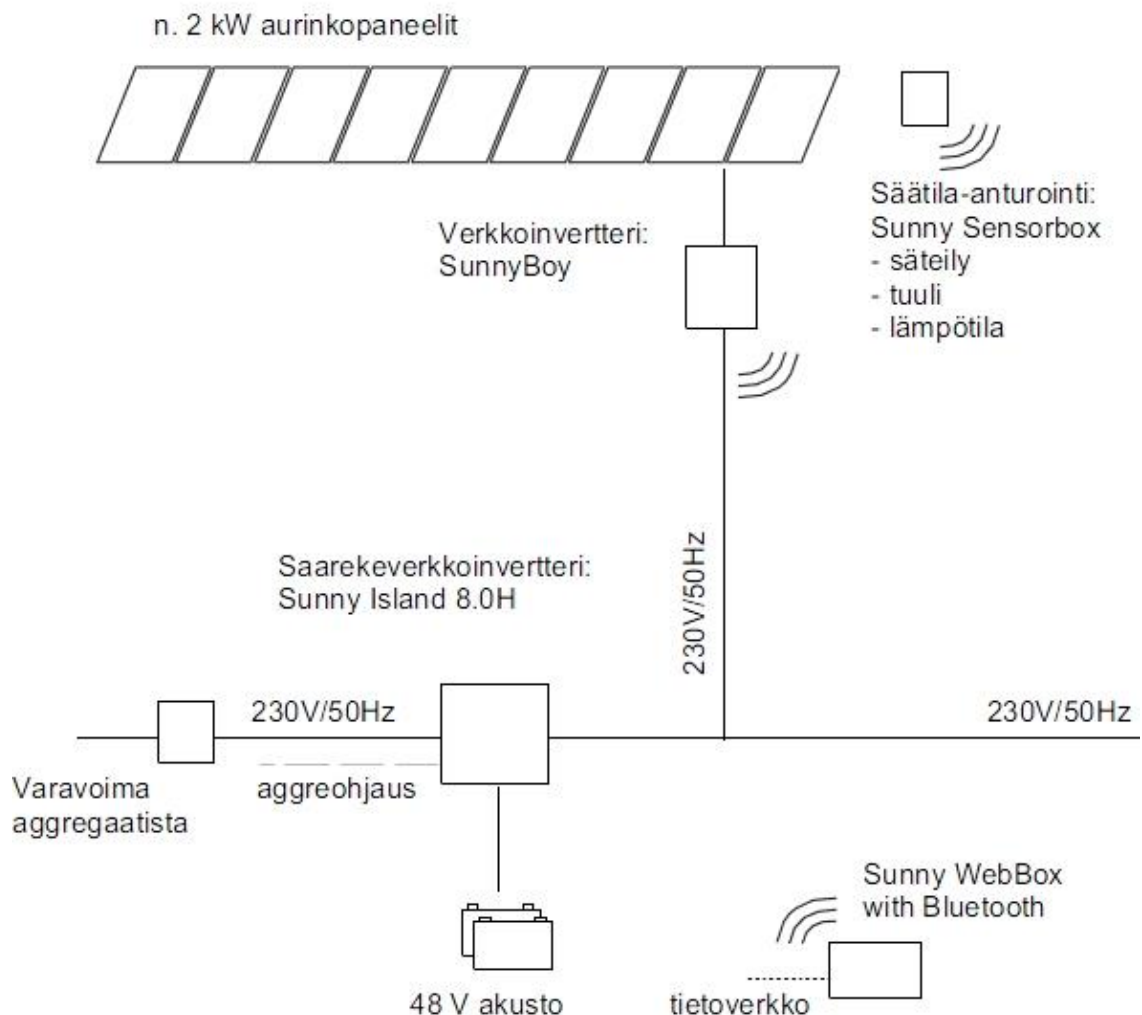 n. 2 kW aurinkopaneelit
Säätila-anturointi:
Sunny Sensorbox
- säteily
- tuuli
- lämpötila
Verkkoinvertteri:
SunnyBoy
230V/50Hz
Saarekeverkkoinvertteri:
Sunny Island 8.0H
230V/50Hz
230V/50Hz
Varavoima
aggregaatista
aggreohjaus
Sunny WebBox
with Bluetooth
48 V akusto
tietoverkko